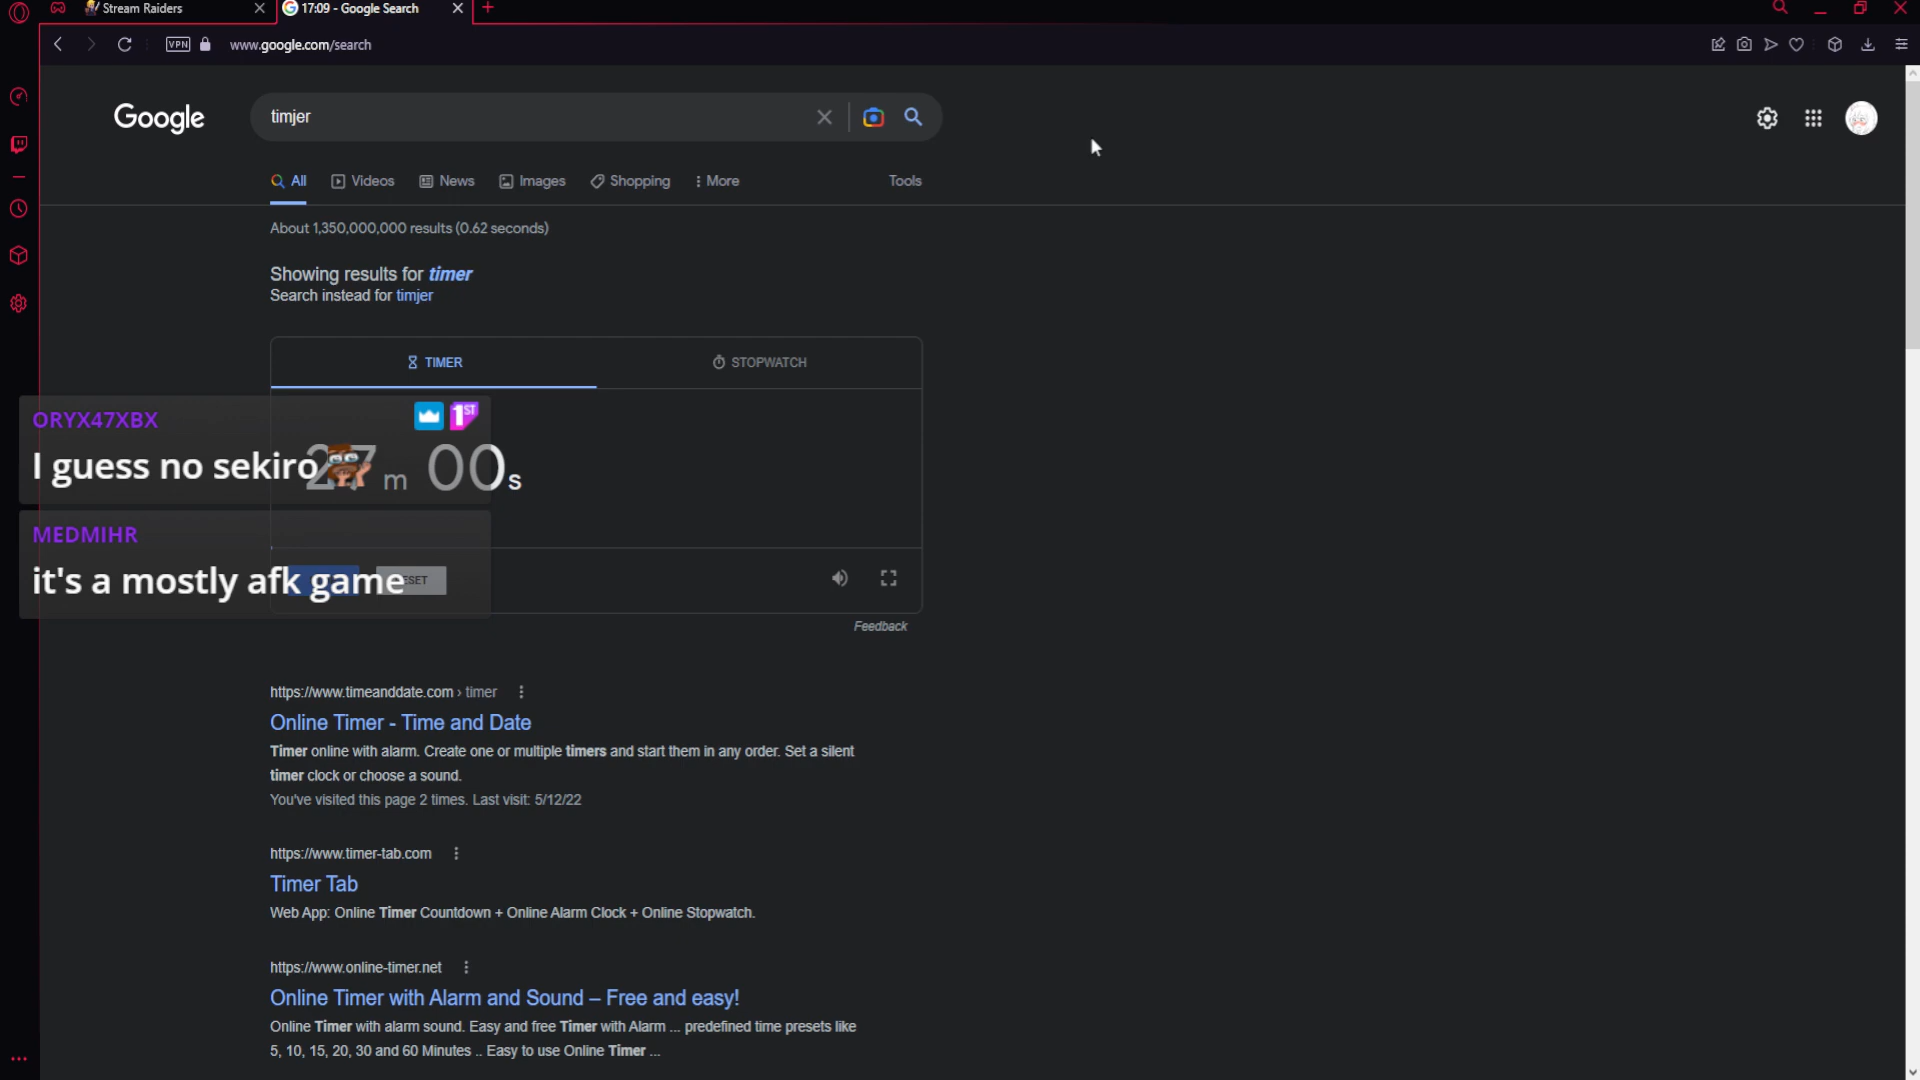 Stream Raiders
17:09 - Google Search
VPN
www.google.com/search
Google
timjer
All
Videos
News
Images
Shopping
More
Tools
About 1,350,000,000 results (0.62 seconds)
Showing results for timer
Search instead for timjer
TIMER
STOPWATCH
ORYX47XBX
1ST
I guess no sekiro
m 00s
MEDMIHR
it's a mostly afk game
Feedback
https://www.timeanddate.com › timer
Online Timer - Time and Date
Timer online with alarm. Create one or multiple timers and start them in any order. Set a silent
timer clock or choose a sound.
You've visited this page 2 times. Last visit: 5/12/22
https://www.timer-tab.com
Timer Tab
Web App: Online Timer Countdown + Online Alarm Clock + Online Stopwatch.
https://www.online-timer.net
Online Timer with Alarm and Sound – Free and easy!
Online Timer with alarm sound. Easy and free Timer with Alarm ... predefined time presets like
5, 10, 15, 20, 30 and 60 Minutes .. Easy to use Online Timer ...